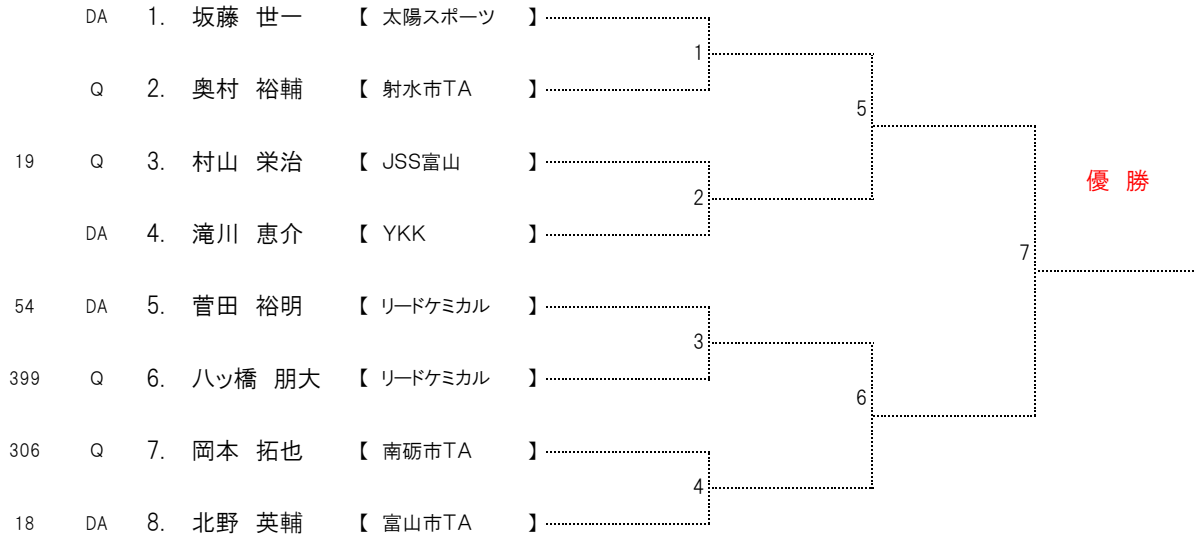 DA 1. 坂藤 世一 【 太陽スポーツ 】
1
Q 2. 奥村 裕輔 【 射水市TA 】
5
19 Q 3. 村山 栄治 【 JSS富山 】
優 勝
2
DA 4. 滝川 恵介 【 YKK 】
7
54 DA 5. 菅田 裕明 【 リードケミカル 】
3
399 Q 6. 八ッ橋 朋大 【 リードケミカル 】
6
306 Q 7. 岡本 拓也 【 南砺市TA 】
4
18 DA 8. 北野 英輔 【 富山市TA 】